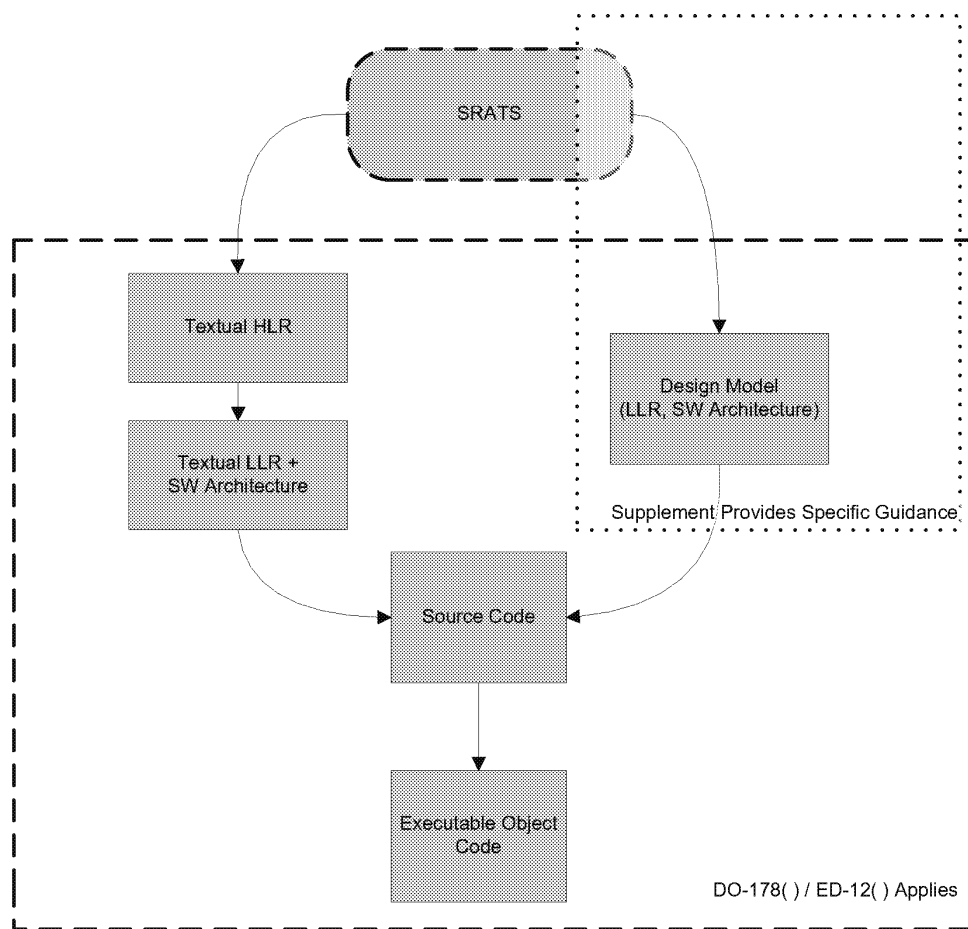 SRATS
Textual HLR
Design Model
(LLR, SW Architecture)
Textual LLR +
SW Architecture
Supplement Provides Specific Guidance
Source Code
Executable Object
Code
DO-178( ) / ED-12( ) Applies